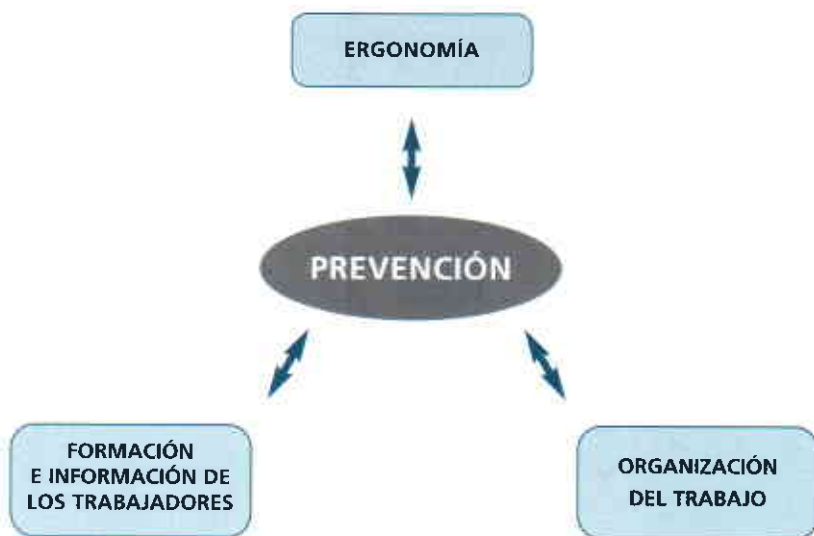 ERGONOMÍA
PREVENCIÓN
FORMACIÓN
E INFORMACIÓN DE
LOS TRABAJADORES
ORGANIZACIÓN
DEL TRABAJO